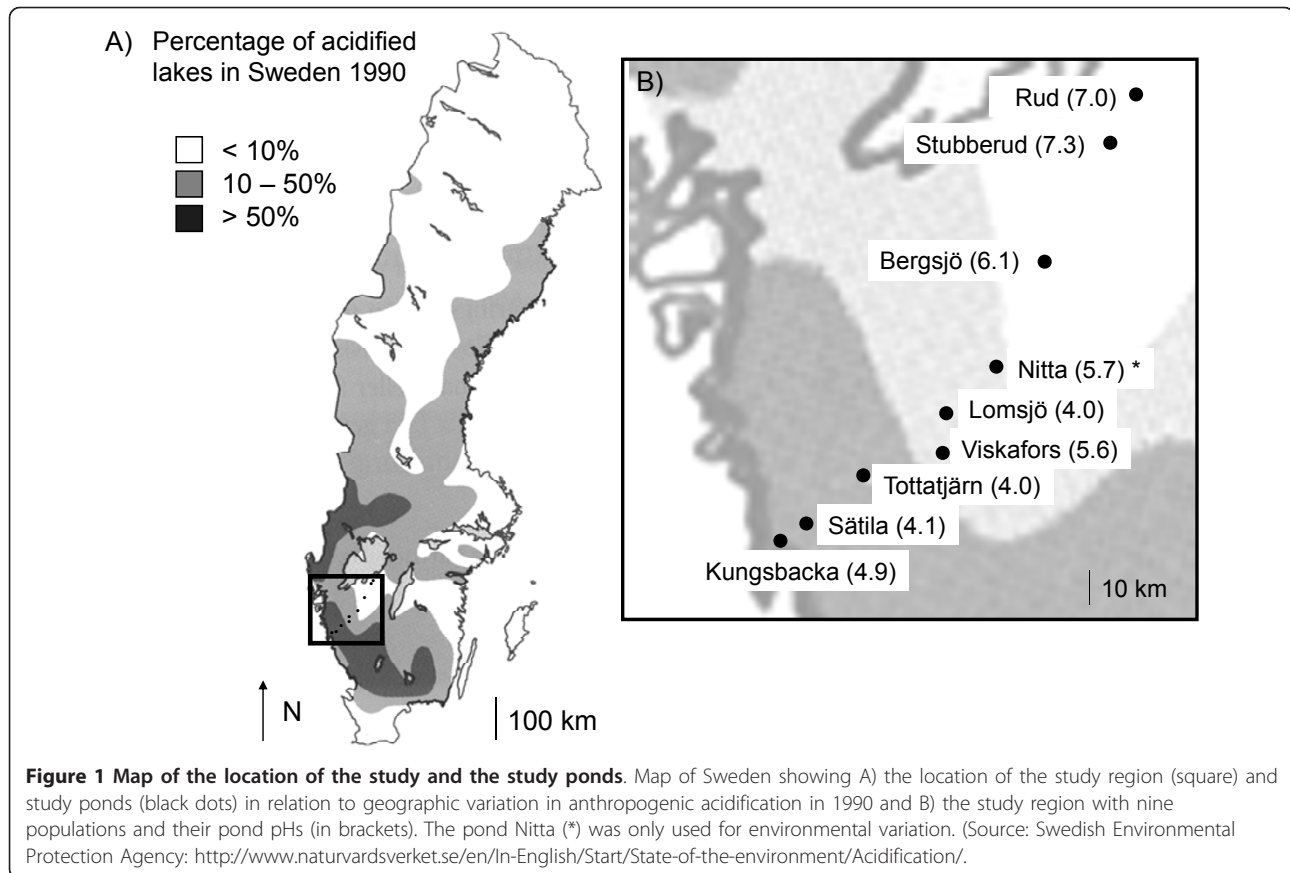 A) Percentage of acidified
lakes in Sweden 1990
< 10%
10 – 50%
> 50%
N
100 km
B)
Rud (7.0)
Stubberud (7.3)
Bergsjö (6.1)
Nitta (5.7) *
Lomsjö (4.0)
Viskafors (5.6)
Tottatjärn (4.0)
Sätila (4.1)
Kungsbacka (4.9)
10 km
Figure 1 Map of the location of the study and the study ponds. Map of Sweden showing A) the location of the study region (square) and
study ponds (black dots) in relation to geographic variation in anthropogenic acidification in 1990 and B) the study region with nine
populations and their pond pHs (in brackets). The pond Nitta (*) was only used for environmental variation. (Source: Swedish Environmental
Protection Agency: http://www.naturvardsverket.se/en/In-English/Start/State-of-the-environment/Acidification/.